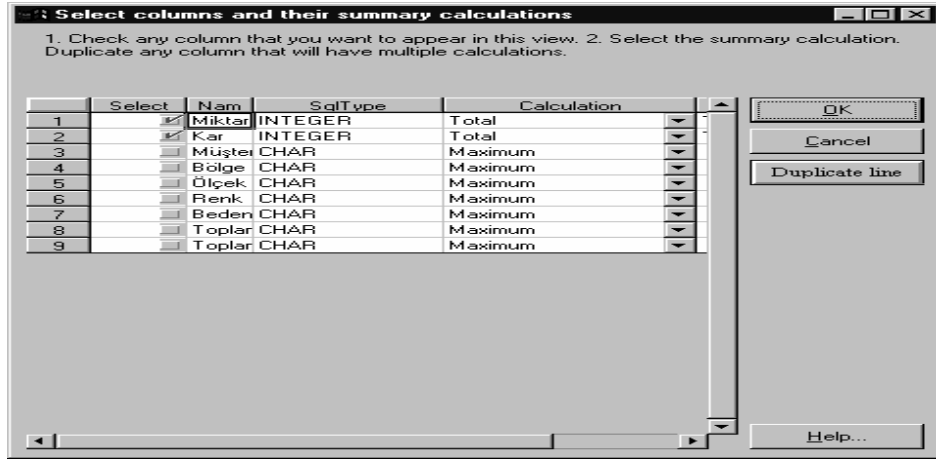 Select columns and their summary calculations
1. Check any column that you want to appear in this view. 2. Select the summary calculation.
Duplicate any column that will have multiple calculations.
Select Nam SqlType Calculation
1 Miktar INTEGER Total
2 Kar INTEGER Total
3 Müşter CHAR Maximum
4 Bölge CHAR Maximum
5 Ölçek CHAR Maximum
6 Renk CHAR Maximum
7 Beden CHAR Maximum
8 Toplar CHAR Maximum
9 Toplar CHAR Maximum
OK
Cancel
Duplicate line
Help...